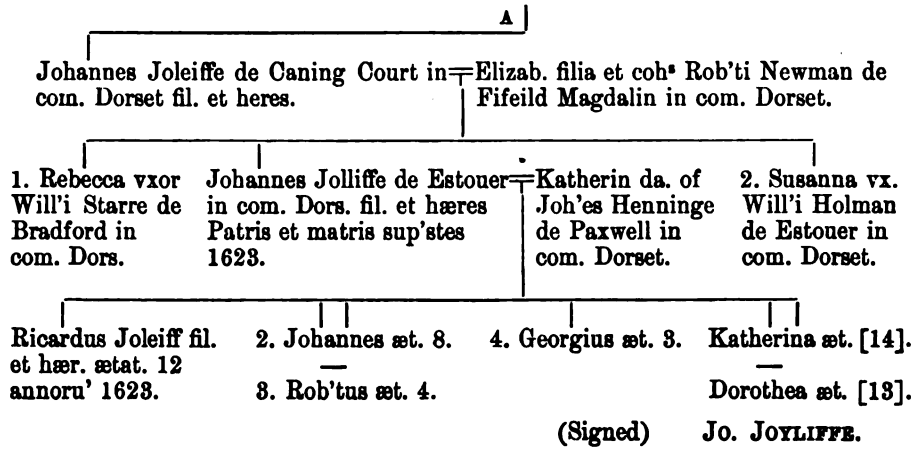 A
Johannes Joleiffe de Caning Court in
com. Dorset fil. et heres.
Elizab. filia et cohˢ Rob'ti Newman de
Fifeild Magdalin in com. Dorset.
1. Rebecca vxor
Will'i Starre de
Bradford in
com. Dors.
Johannes Jolliffe de Estouer
in com. Dors. fil. et hæres
Patris et matris sup'stes
1623.
Katherin da. of
Joh'es Henninge
de Paxwell in
com. Dorset.
2. Susanna vx.
Will'i Holman
de Estouer in
com. Dorset.
Ricardus Joleiff fil.
et hær. ætat. 12
annoru' 1623.
2. Johannes æt. 8.
3. Rob'tus æt. 4.
4. Georgius æt. 3.
Katherina æt. [14].
Dorothea æt. [13].
(Signed) Jo. Joyliffe.